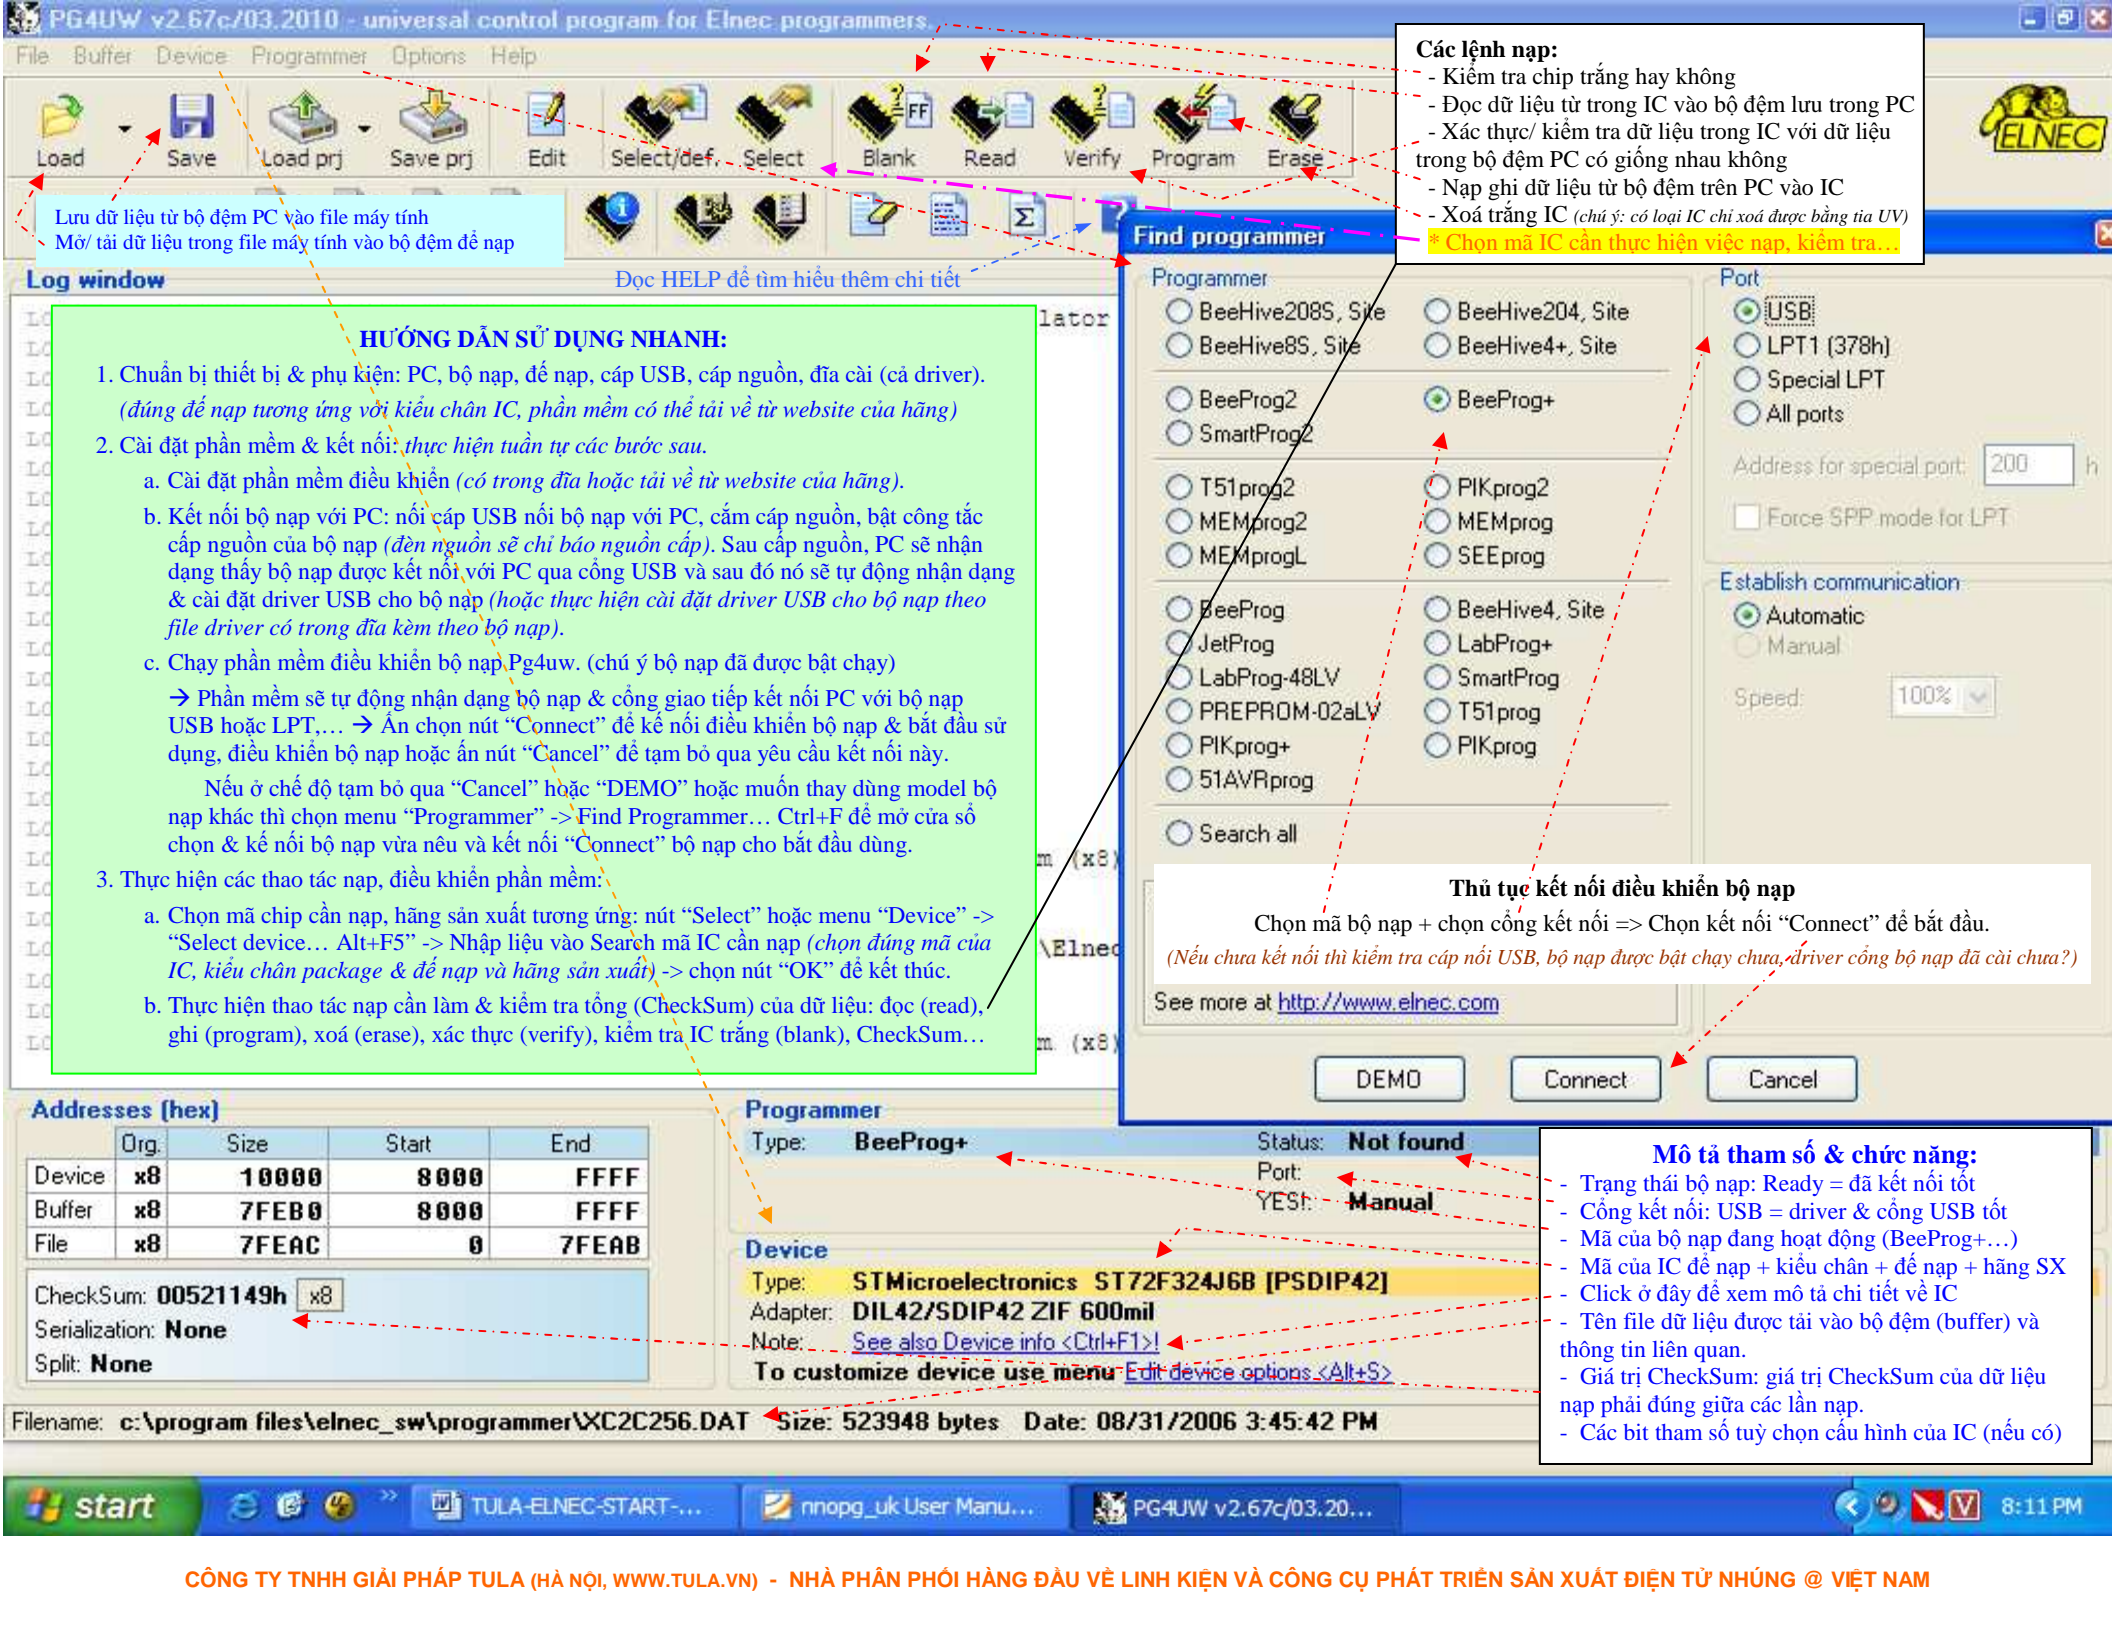 PG4UW v2.67c/03.2010 - universal control program for Elnec programmers.
File Buffer Device Programmer Options Help
Load Save Load prj Save prj Edit Select/def. Select Blank Read Verify Program Erase
ELNEC
Các lệnh nạp:
- Kiểm tra chip trắng hay không
- Đọc dữ liệu từ trong IC vào bộ đệm lưu trong PC
- Xác thực/ kiểm tra dữ liệu trong IC với dữ liệu
trong bộ đệm PC có giống nhau không
- Nạp ghi dữ liệu từ bộ đệm trên PC vào IC
- Xoá trắng IC (chú ý: có loại IC chỉ xoá được bằng tia UV)
* Chọn mã IC cần thực hiện việc nạp, kiểm tra…
Lưu dữ liệu từ bộ đệm PC vào file máy tính
Mở/ tải dữ liệu trong file máy tính vào bộ đệm để nạp
Đọc HELP để tìm hiểu thêm chi tiết
Log window
lator
m (x8)
\Elnec
m (x8)
HƯỚNG DẪN SỬ DỤNG NHANH:
1. Chuẩn bị thiết bị & phụ kiện: PC, bộ nạp, đế nạp, cáp USB, cáp nguồn, đĩa cài (cả driver).
(đúng đế nạp tương ứng với kiểu chân IC, phần mềm có thể tải về từ website của hãng)
2. Cài đặt phần mềm & kết nối: thực hiện tuần tự các bước sau.
a. Cài đặt phần mềm điều khiển (có trong đĩa hoặc tải về từ website của hãng).
b. Kết nối bộ nạp với PC: nối cáp USB nối bộ nạp với PC, cắm cáp nguồn, bật công tắc
cấp nguồn của bộ nạp (đèn nguồn sẽ chỉ báo nguồn cấp). Sau cấp nguồn, PC sẽ nhận
dạng thấy bộ nạp được kết nối với PC qua cổng USB và sau đó nó sẽ tự động nhận dạng
& cài đặt driver USB cho bộ nạp (hoặc thực hiện cài đặt driver USB cho bộ nạp theo
file driver có trong đĩa kèm theo bộ nạp).
c. Chạy phần mềm điều khiển bộ nạp Pg4uw. (chú ý bộ nạp đã được bật chạy)
→ Phần mềm sẽ tự động nhận dạng bộ nạp & cổng giao tiếp kết nối PC với bộ nạp
USB hoặc LPT,… → Ấn chọn nút “Connect” để kế nối điều khiển bộ nạp & bắt đầu sử
dụng, điều khiển bộ nạp hoặc ấn nút “Cancel” để tạm bỏ qua yêu cầu kết nối này.
Nếu ở chế độ tạm bỏ qua “Cancel” hoặc “DEMO” hoặc muốn thay dùng model bộ
nạp khác thì chọn menu “Programmer” -> Find Programmer… Ctrl+F để mở cửa sổ
chọn & kế nối bộ nạp vừa nêu và kết nối “Connect” bộ nạp cho bắt đầu dùng.
3. Thực hiện các thao tác nạp, điều khiển phần mềm:
a. Chọn mã chip cần nạp, hãng sản xuất tương ứng: nút “Select” hoặc menu “Device” ->
“Select device… Alt+F5” -> Nhập liệu vào Search mã IC cần nạp (chọn đúng mã của
IC, kiểu chân package & đế nạp và hãng sản xuất) -> chọn nút “OK” để kết thúc.
b. Thực hiện thao tác nạp cần làm & kiểm tra tổng (CheckSum) của dữ liệu: đọc (read),
ghi (program), xoá (erase), xác thực (verify), kiểm tra IC trắng (blank), CheckSum…
Find programmer
Programmer
BeeHive208S, Site BeeHive204, Site
BeeHive8S, Site BeeHive4+, Site
BeeProg2 BeeProg+
SmartProg2
T51prog2 PIKprog2
MEMprog2 MEMprog
MEMprogL SEEprog
BeeProg BeeHive4, Site
JetProg LabProg+
LabProg-48LV SmartProg
PREPROM-02aLV T51prog
PIKprog+ PIKprog
51AVRprog
Search all
Port
USB
LPT1 (378h)
Special LPT
All ports
Address for special port: 200 h
Force SPP mode for LPT
Establish communication
Automatic
Manual
Speed: 100%
Thủ tục kết nối điều khiển bộ nạp
Chọn mã bộ nạp + chọn cổng kết nối => Chọn kết nối “Connect” để bắt đầu.
(Nếu chưa kết nối thì kiểm tra cáp nối USB, bộ nạp được bật chạy chưa, driver cổng bộ nạp đã cài chưa?)
See more at http://www.elnec.com
DEMO Connect Cancel
Addresses (hex)
Org. Size Start End
Device x8 10000 8000 FFFF
Buffer x8 7FEB0 8000 FFFF
File x8 7FEAC 0 7FEAB
CheckSum: 00521149h x8
Serialization: None
Split: None
Programmer
Type: BeeProg+ Status: Not found
Port:
YES!: Manual
Device
Type: STMicroelectronics ST72F324J6B [PSDIP42]
Adapter: DIL42/SDIP42 ZIF 600mil
Note: See also Device info <Ctrl+F1>!
To customize device use menu Edit device options <Alt+S>
Mô tả tham số & chức năng:
- Trạng thái bộ nạp: Ready = đã kết nối tốt
- Cổng kết nối: USB = driver & cổng USB tốt
- Mã của bộ nạp đang hoạt động (BeeProg+…)
- Mã của IC để nạp + kiểu chân + đế nạp + hãng SX
- Click ở đây để xem mô tả chi tiết về IC
- Tên file dữ liệu được tải vào bộ đệm (buffer) và
thông tin liên quan.
- Giá trị CheckSum: giá trị CheckSum của dữ liệu
nạp phải đúng giữa các lần nạp.
- Các bit tham số tuỳ chọn cấu hình của IC (nếu có)
Filename: c:\program files\elnec_sw\programmer\XC2C256.DAT Size: 523948 bytes Date: 08/31/2006 3:45:42 PM
start TULA-ELNEC-START-... nnopg_uk User Manu... PG4UW v2.67c/03.20... 8:11 PM
CÔNG TY TNHH GIẢI PHÁP TULA (HÀ NỘI, WWW.TULA.VN) - NHÀ PHÂN PHỐI HÀNG ĐẦU VỀ LINH KIỆN VÀ CÔNG CỤ PHÁT TRIỂN SẢN XUẤT ĐIỆN TỬ NHÚNG @ VIỆT NAM